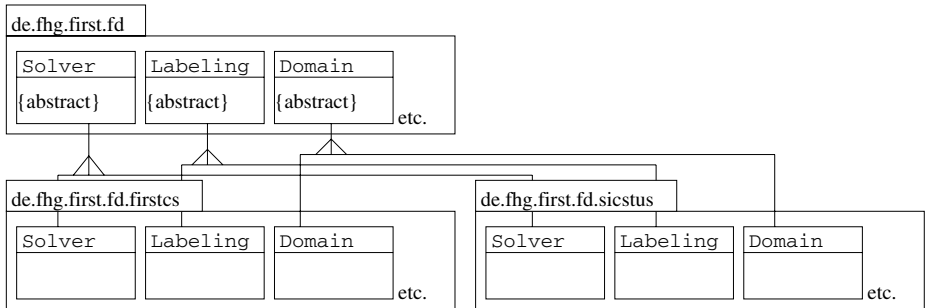 de.fhg.first.fd
Solver Labeling Domain
{abstract} {abstract} {abstract}
etc.
de.fhg.first.fd.firstcs de.fhg.first.fd.sicstus
Solver Labeling Domain Solver Labeling Domain
etc. etc.